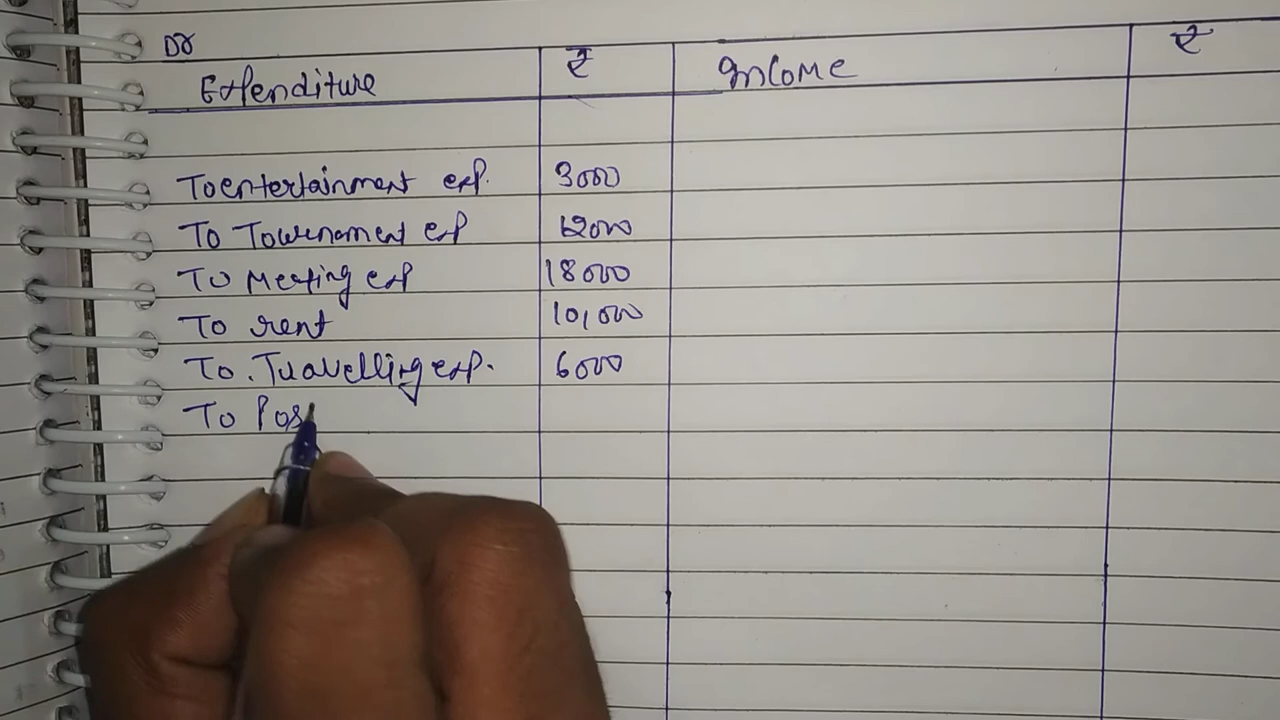 Dr
Expenditure ₹ Income ₹
To entertainment exp. 3000
To Tournament exp 12000
To Meeting exp 18000
To rent 10,000
To. Travelling exp. 6000
To Pos